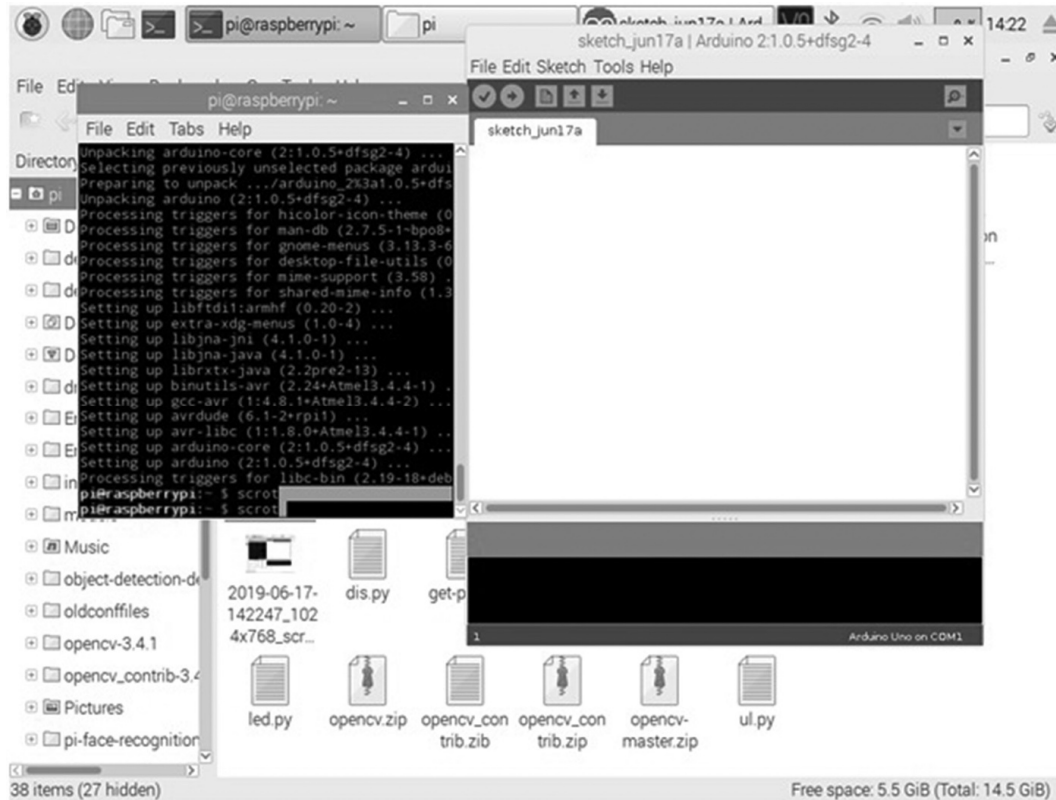 pi@raspberrypi: ~
pi
sketch_jun17a | Ard
14:22
File Edi
Directory
pi
Music
object-detection-de
oldconffiles
opencv-3.4.1
opencv_contrib-3.4
Pictures
pi-face-recognition
pi@raspberrypi: ~
File Edit Tabs Help
Unpacking arduino-core (2:1.0.5+dfsg2-4) ...
Selecting previously unselected package ardui
Preparing to unpack .../arduino_2%3a1.0.5+dfs
Unpacking arduino (2:1.0.5+dfsg2-4) ...
Processing triggers for hicolor-icon-theme (0
Processing triggers for man-db (2.7.5-1~bpo8+
Processing triggers for gnome-menus (3.13.3-6
Processing triggers for desktop-file-utils (0
Processing triggers for mime-support (3.58) .
Processing triggers for shared-mime-info (1.3
Setting up libftdi1:armhf (0.20-2) ...
Setting up extra-xdg-menus (1.0-4) ...
Setting up libjna-jni (4.1.0-1) ...
Setting up libjna-java (4.1.0-1) ...
Setting up librxtx-java (2.2pre2-13) ...
Setting up binutils-avr (2.24+Atmel3.4.4-1) .
Setting up gcc-avr (1:4.8.1+Atmel3.4.4-2) ...
Setting up avrdude (6.1-2+rpi1) ...
Setting up avr-libc (1:1.8.0+Atmel3.4.4-1) ..
Setting up arduino-core (2:1.0.5+dfsg2-4) ...
Setting up arduino (2:1.0.5+dfsg2-4) ...
Processing triggers for libc-bin (2.19-18+deb
pi@raspberrypi:~ $ scrot
pi@raspberrypi:~ $ scrot
sketch_jun17a | Arduino 2:1.0.5+dfsg2-4
File Edit Sketch Tools Help
sketch_jun17a
1
Arduino Uno on COM1
2019-06-17-
142247_102
4x768_scr...
dis.py
get-p
led.py
opencv.zip
opencv_con
trib.zib
opencv_con
trib.zip
opencv-
master.zip
ul.py
38 items (27 hidden)
Free space: 5.5 GiB (Total: 14.5 GiB)